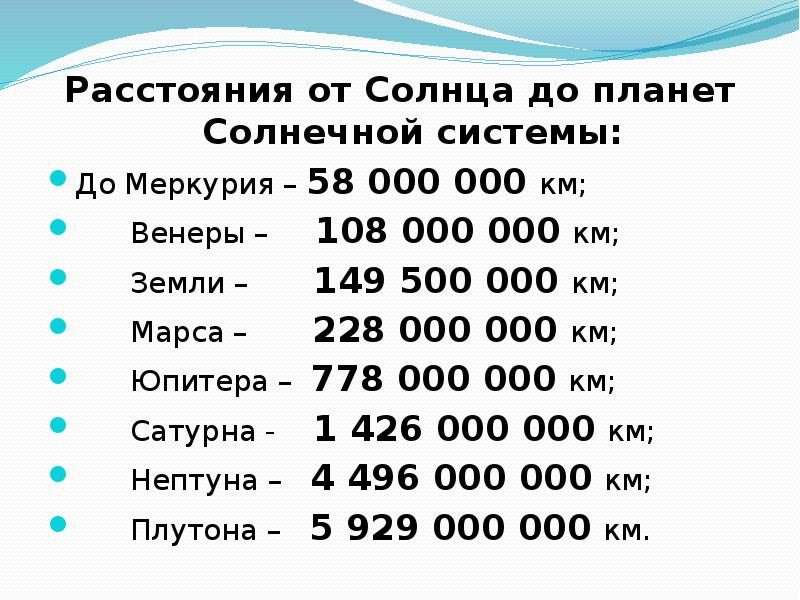 Расстояния от Солнца до планет
Солнечной системы:
До Меркурия – 58 000 000 км;
Венеры – 108 000 000 км;
Земли – 149 500 000 км;
Марса – 228 000 000 км;
Юпитера – 778 000 000 км;
Сатурна - 1 426 000 000 км;
Нептуна – 4 496 000 000 км;
Плутона – 5 929 000 000 км.